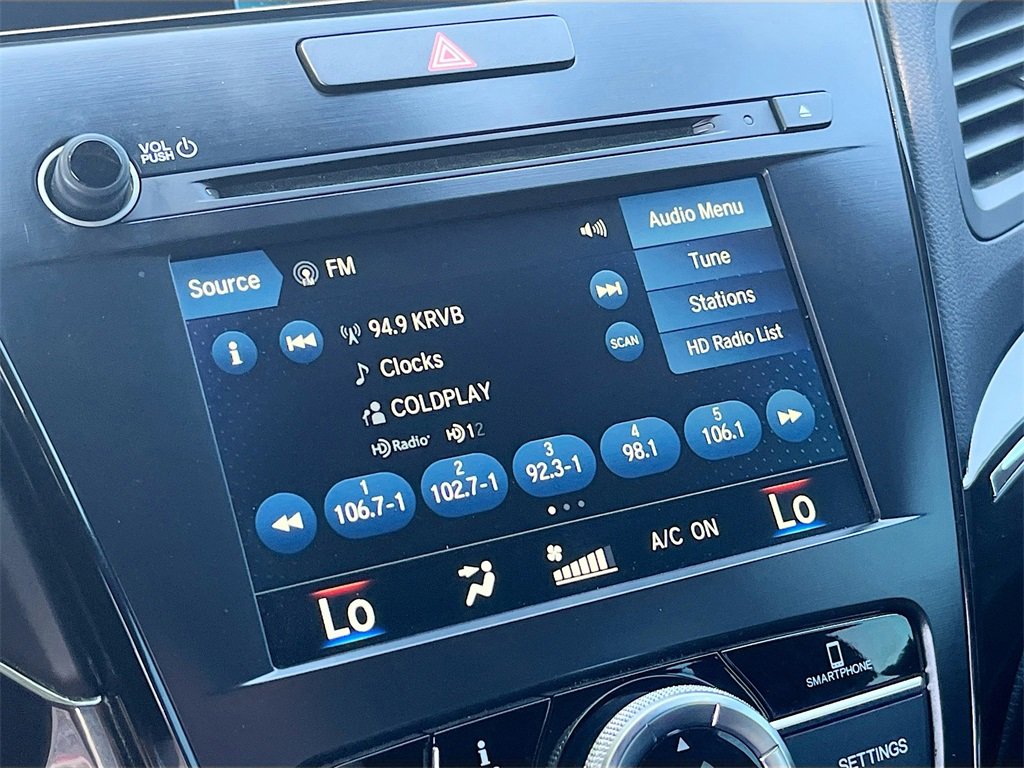 VOL
PUSH
Source
FM
Audio Menu
Tune
Stations
HD Radio List
i
94.9 KRVB
SCAN
Clocks
COLDPLAY
HD Radio HD 1 2
1
106.7-1
2
102.7-1
3
92.3-1
4
98.1
5
106.1
Lo
A/C ON
Lo
SMARTPHONE
i
SETTINGS